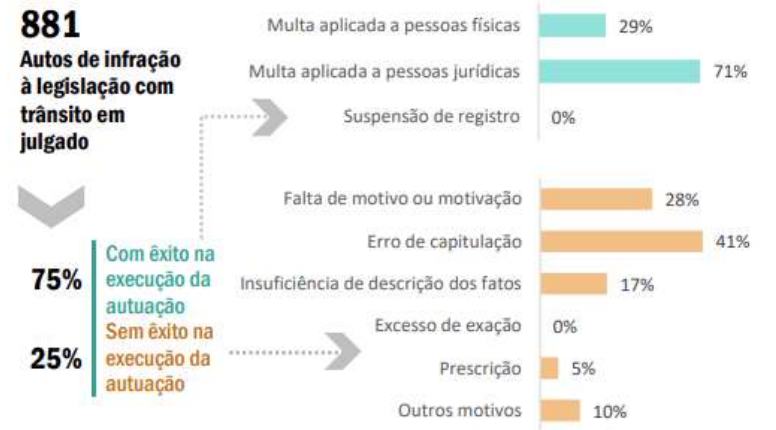 881
Autos de infração
à legislação com
trânsito em
julgado
75%
Com êxito na
execução da
autuação
25%
Sem êxito na
execução da
autuação
Multa aplicada a pessoas físicas 29%
Multa aplicada a pessoas jurídicas 71%
Suspensão de registro 0%
Falta de motivo ou motivação 28%
Erro de capitulação 41%
Insuficiência de descrição dos fatos 17%
Excesso de exação 0%
Prescrição 5%
Outros motivos 10%